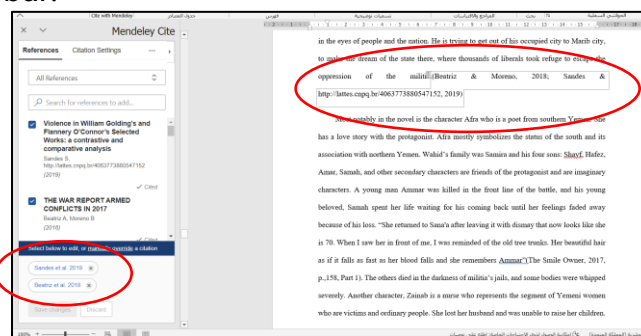 Cite with Mendeley
Mendeley Cite
References Citation Settings ...
All References
Search for references to add...
Violence in William Golding's and
Flannery O'Connor's Selected
Works: a contrastive and
comparative analysis
Sandes S,
http://lattes.cnpq.br/4063773880547152
(2019)
✓ Cited
THE WAR REPORT ARMED
CONFLICTS IN 2017
Beatriz A, Moreno B
(2018)
Cited
Select below to edit, or manually override a citation
Sandes et al. 2019
Beatriz et al. 2018
Save changes Discard
فهرس
تسميات توضيحية
المراجع والاقتباسات
بحث
in the eyes of people and the nation. He is trying to get out of his occupied city to Marib city,
to make the dream of the state there, where thousands of liberals took refuge to escape the
oppression of the militia.(Beatriz & Moreno, 2018; Sandes &
http://lattes.cnpq.br/4063773880547152, 2019)
Most notably in the novel is the character Afra who is a poet from southern Yemen. She
has a love story with the protagonist. Afra mostly symbolizes the status of the south and its
association with northern Yemen. Wahid's family was Samira and his four sons: Shayf, Hafez,
Amar, Samah, and other secondary characters are friends of the protagonist and are imaginary
characters. A young man Ammar was killed in the front line of the battle, and his young
beloved, Samah spent her life waiting for his coming back until her feelings faded away
because of his loss. "She returned to Sana'a after leaving it with dismay that now looks like she
is 70. When I saw her in front of me, I was reminded of the old tree trunks. Her beautiful hair
as if it falls as fast as her blood falls and she remembers Ammar"(The Smile Owner, 2017,
p.,158, Part 1). The others died in the darkness of militia's jails, and some bodies were whipped
severely. Another character, Zainab is a nurse who represents the segment of Yemeni women
who are victims and ordinary people. She lost her husband and was unable to raise her children.